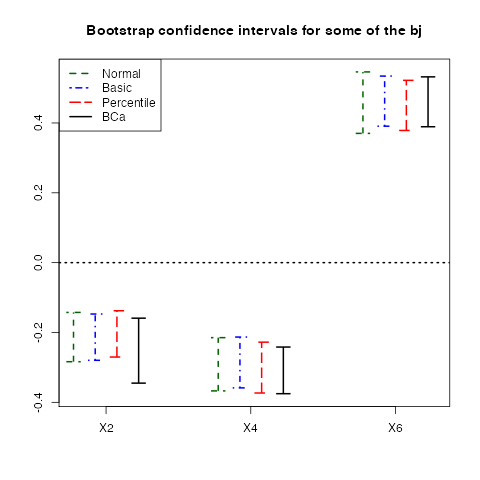 Bootstrap confidence intervals for some of the bj
Normal
Basic
Percentile
BCa
0.4
0.2
0.0
-0.2
-0.4
X2 X4 X6